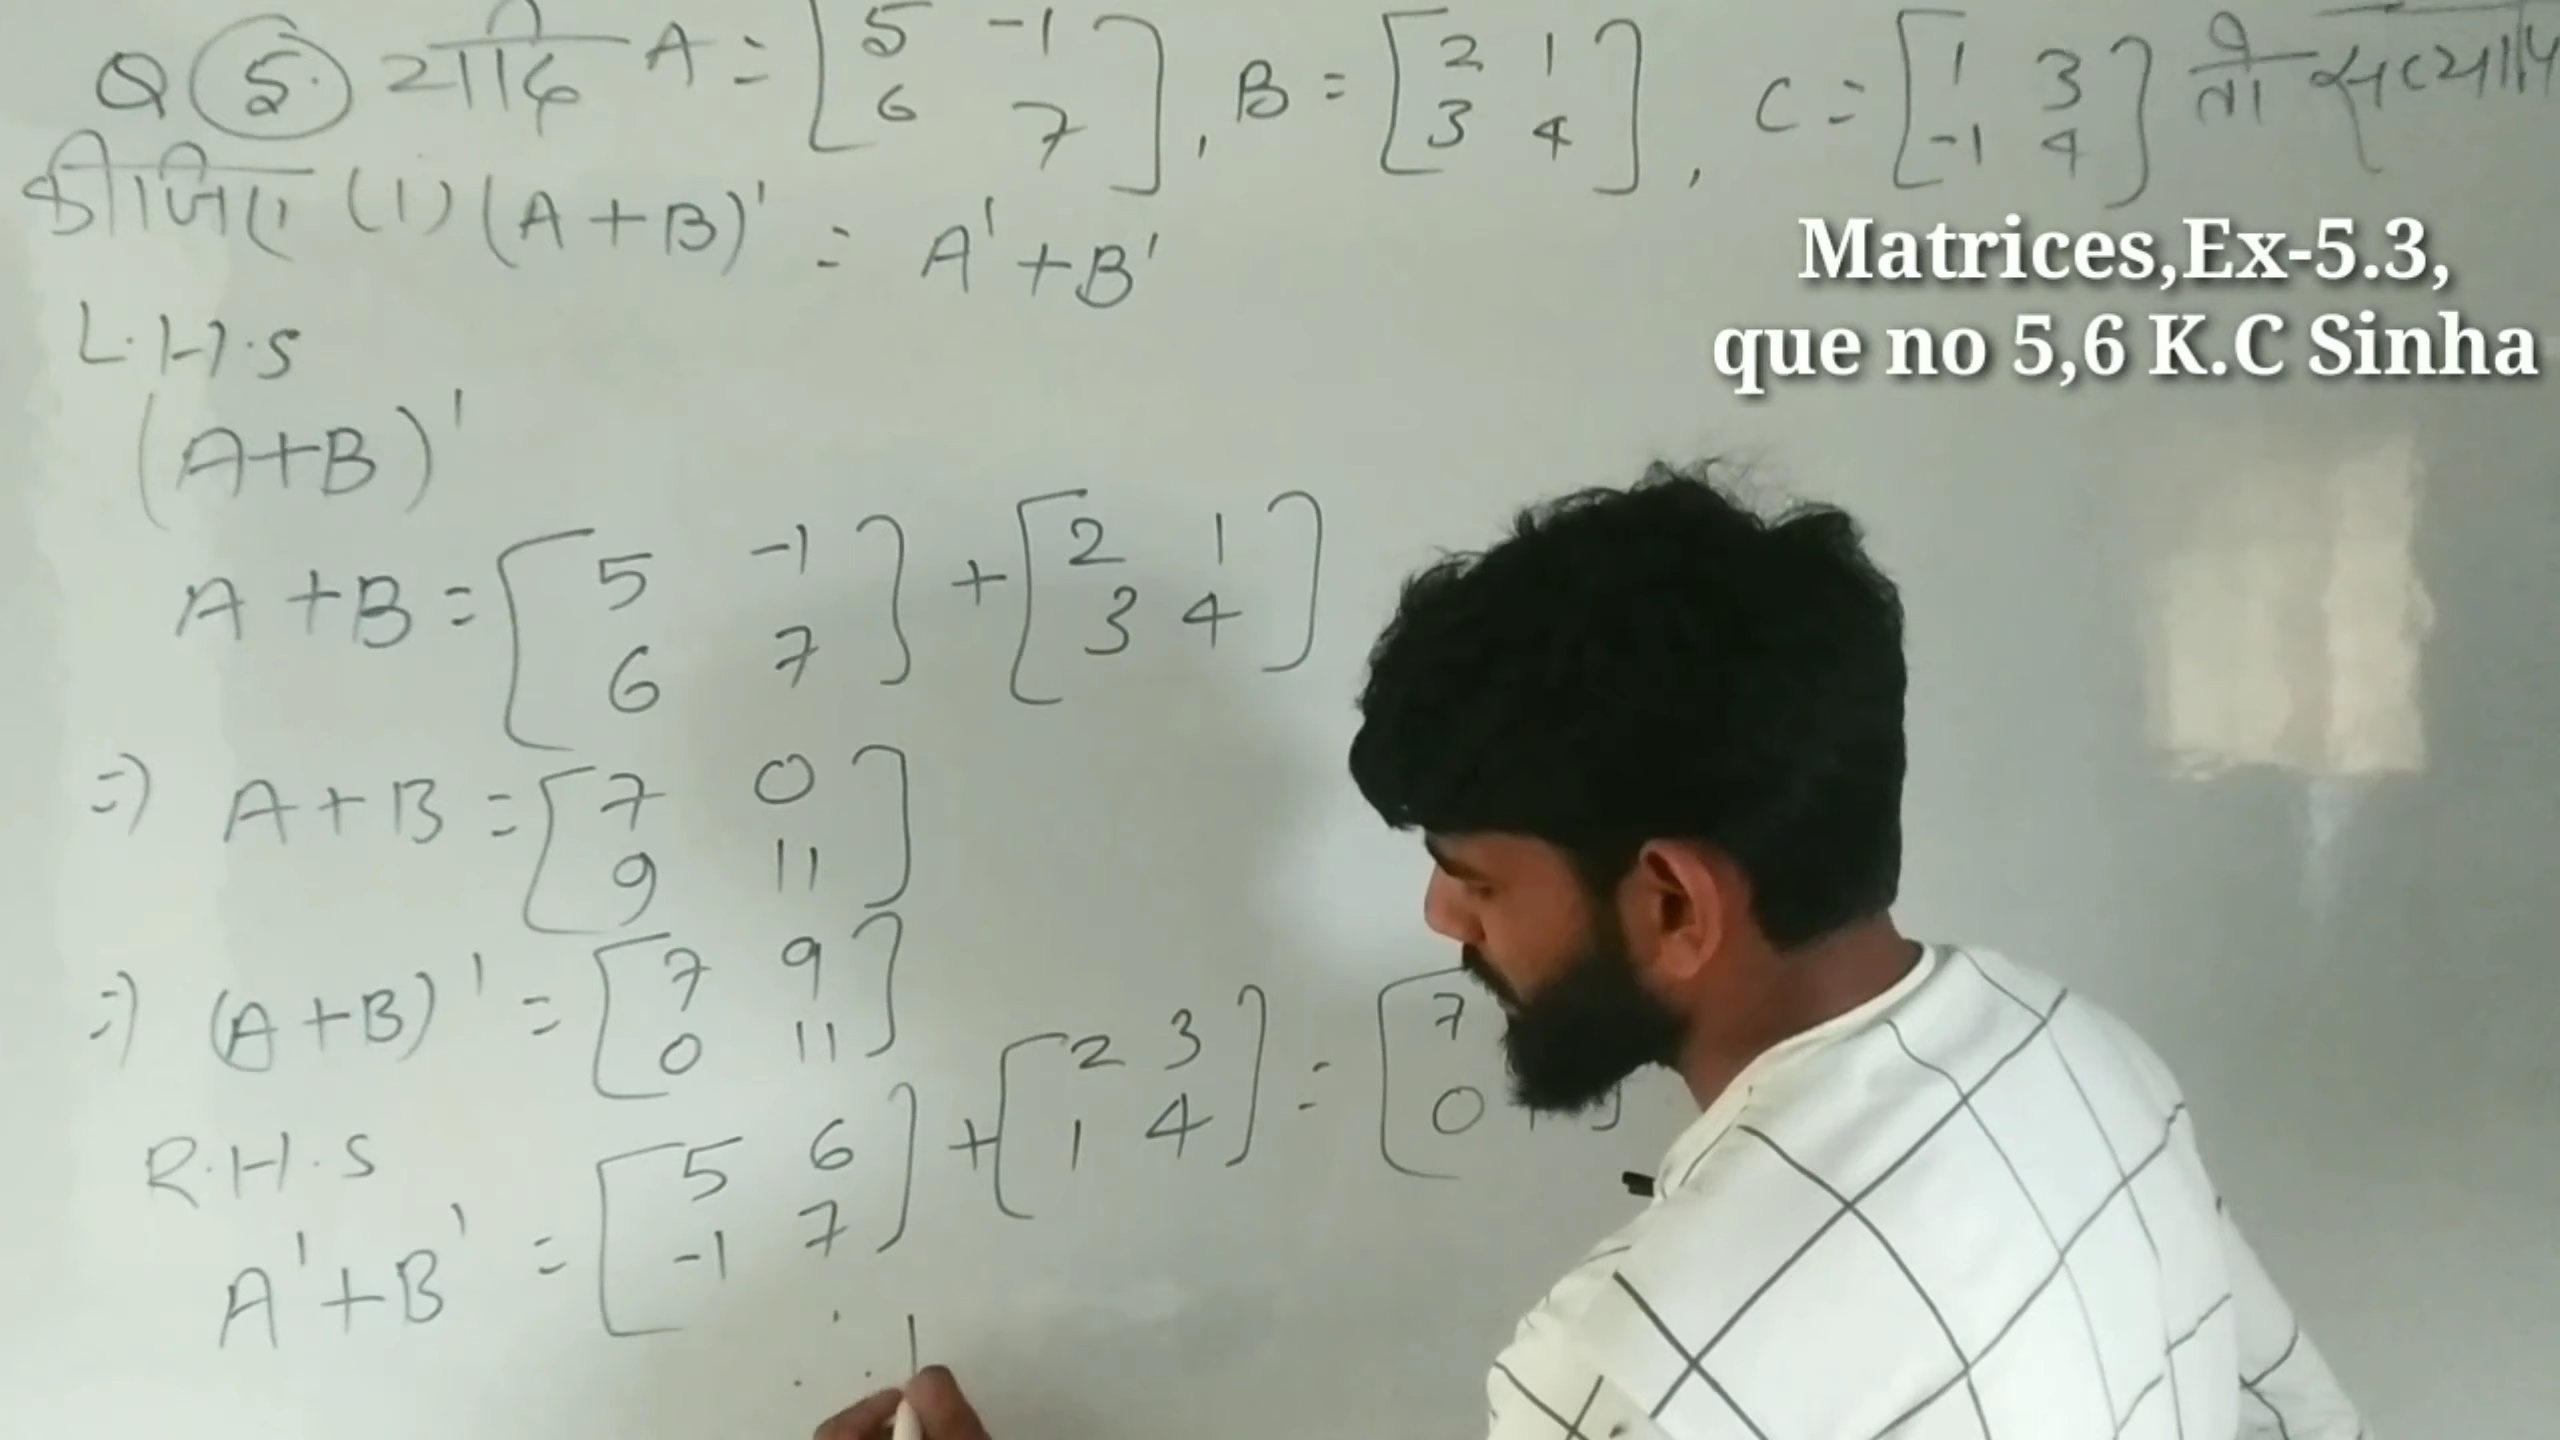 Q 5. यदि A = [5 -1 6 7], B = [2 1 3 4], C = [1 3 -1 4] तो सत्यापि
कीजिए (i) (A+B)' = A'+B'
Matrices,Ex-5.3,
que no 5,6 K.C Sinha
L.H.S
(A+B)'
A+B = [5 -1 6 7] + [2 1 3 4]
=) A+B = [7 0 9 11]
=) (A+B)' = [7 9 0 11]
R.H.S
A'+B' = [5 6 -1 7] + [2 3 1 4] = [7 0
∴